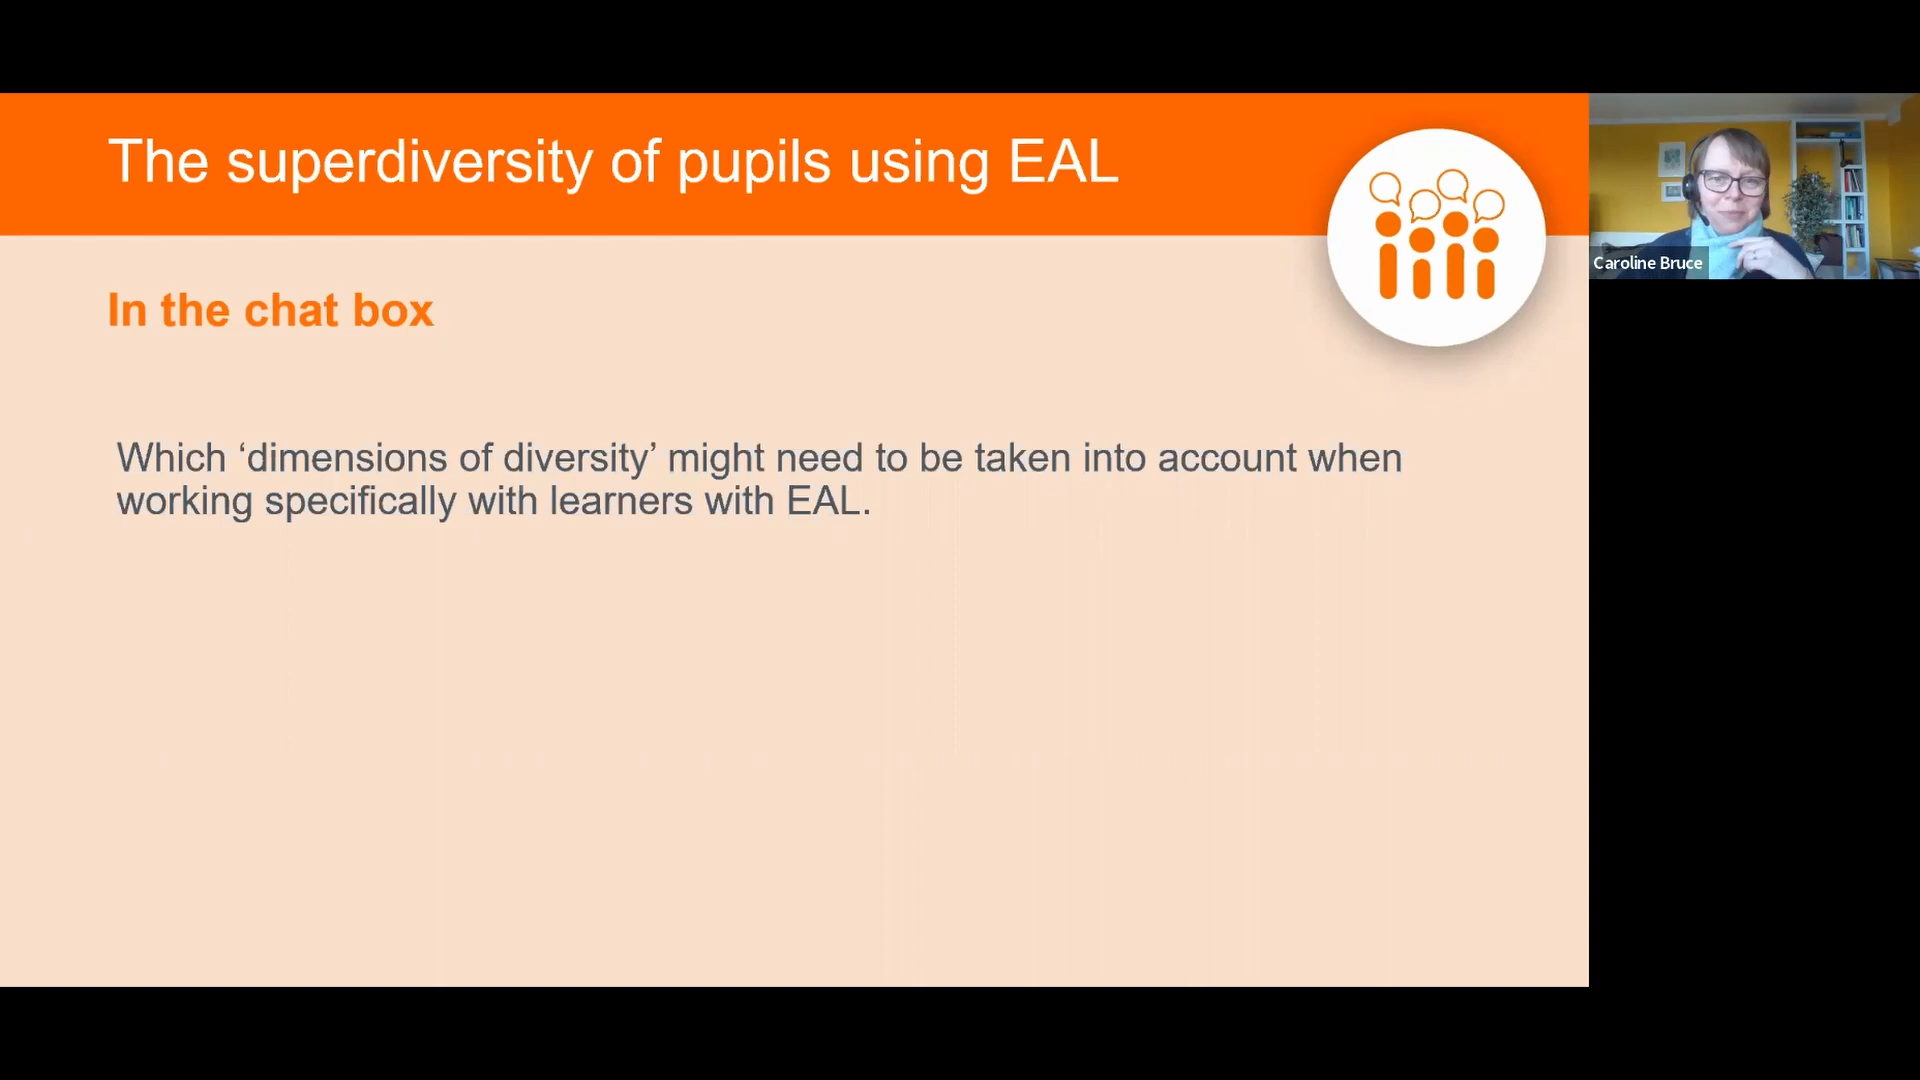 The superdiversity of pupils using EAL
Caroline Bruce
In the chat box
Which ‘dimensions of diversity’ might need to be taken into account when
working specifically with learners with EAL.